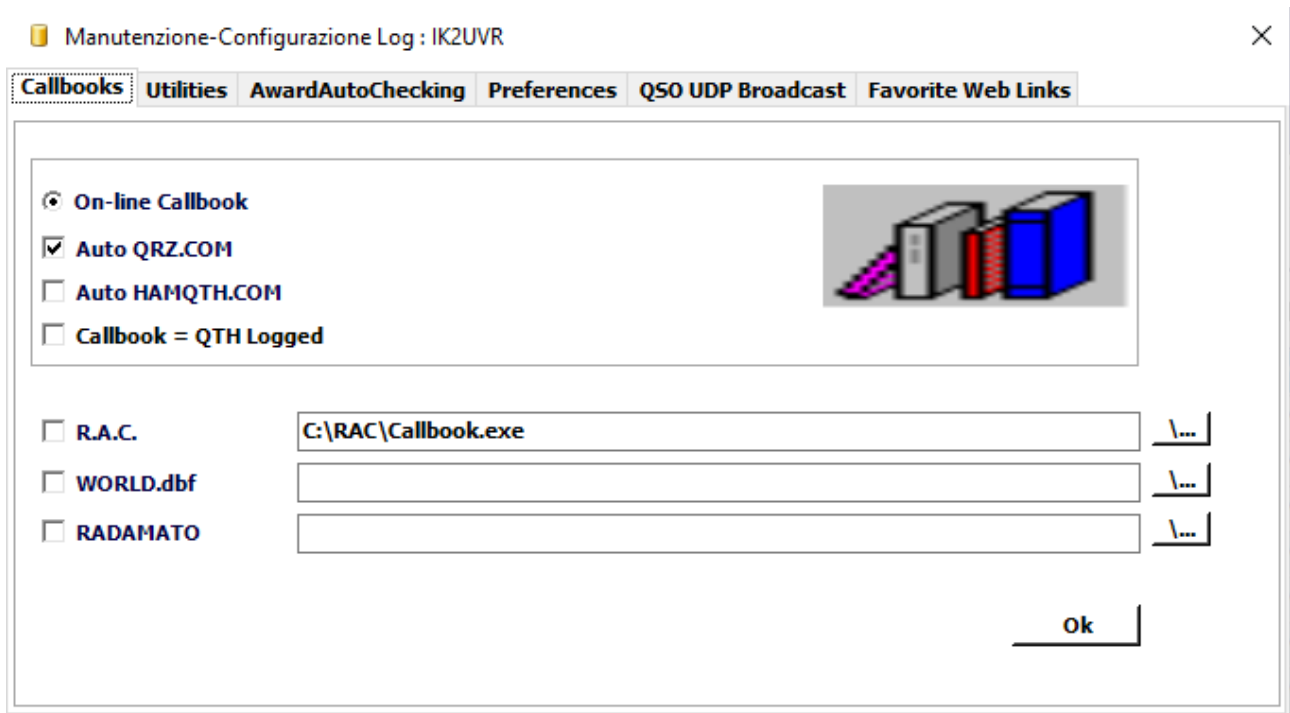 Manutenzione-Configurazione Log : IK2UVR
Callbooks Utilities AwardAutoChecking Preferences QSO UDP Broadcast Favorite Web Links
On-line Callbook
Auto QRZ.COM
Auto HAMQTH.COM
Callbook = QTH Logged
R.A.C. C:\RAC\Callbook.exe \...
WORLD.dbf \...
RADAMATO \...
Ok